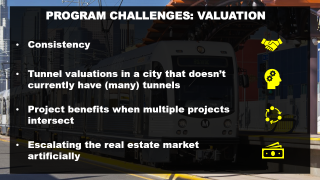 PROGRAM CHALLENGES: VALUATION
• Consistency
• Tunnel valuations in a city that doesn't
currently have (many) tunnels
• Project benefits when multiple projects
intersect
• Escalating the real estate market
artificially